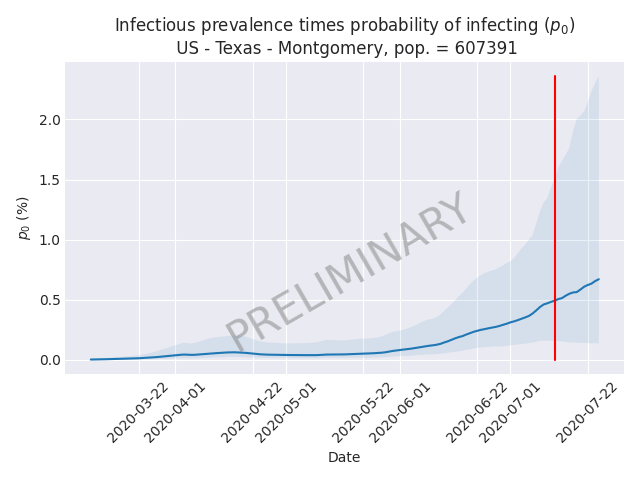 Infectious prevalence times probability of infecting (p₀)
US - Texas - Montgomery, pop. = 607391
p₀ (%)
2.0
1.5
1.0
0.5
0.0
PRELIMINARY
2020-03-22
2020-04-01
2020-04-22
2020-05-01
2020-05-22
2020-06-01
2020-06-22
2020-07-01
2020-07-22
Date